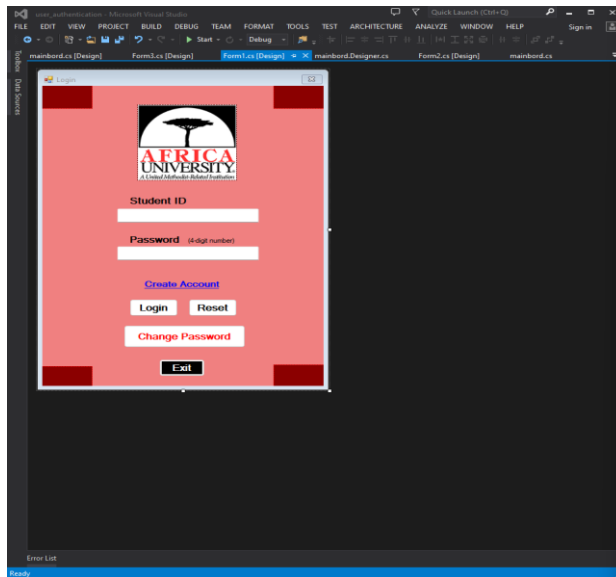 user_authentication - Microsoft Visual Studio
Quick Launch (Ctrl+Q)
FILE EDIT VIEW PROJECT BUILD DEBUG TEAM FORMAT TOOLS TEST ARCHITECTURE ANALYZE WINDOW HELP Sign in
Start Debug
mainbord.cs [Design] Form3.cs [Design] Form1.cs [Design] mainbord.Designer.cs Form2.cs [Design] mainbord.cs
Toolbox
Data Sources
Login
AFRICA
UNIVERSITY
A United Methodist-Related Institution
Student ID
Password (4-digit number)
Create Account
Login Reset
Change Password
Exit
Error List
Ready